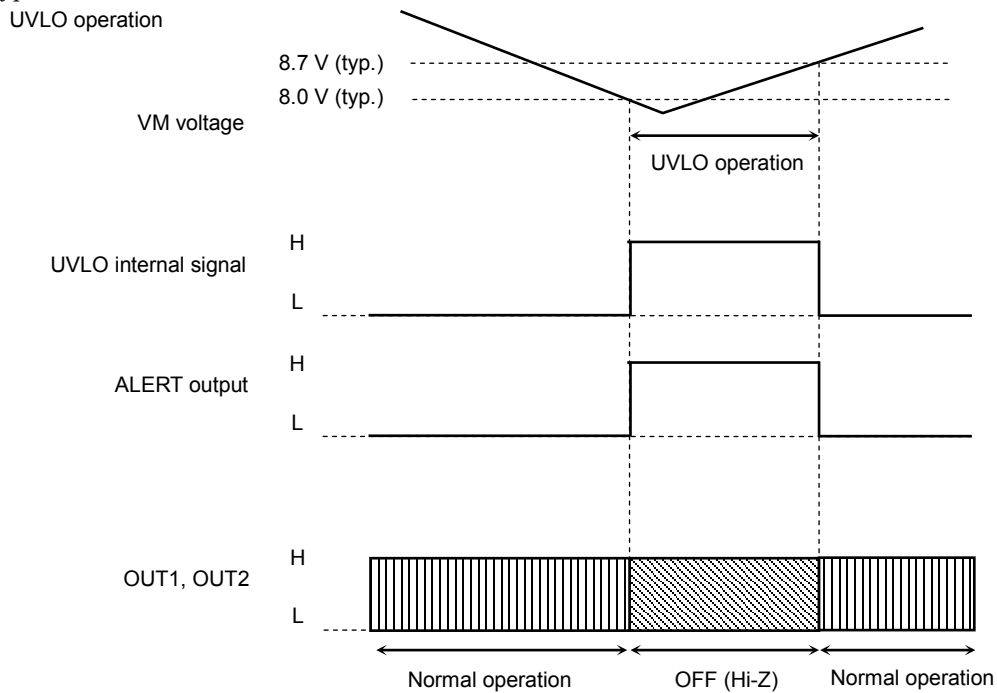 UVLO operation
8.7 V (typ.)
8.0 V (typ.)
VM voltage
UVLO operation
H
UVLO internal signal
L
H
ALERT output
L
H
OUT1, OUT2
L
Normal operation
OFF (Hi-Z)
Normal operation